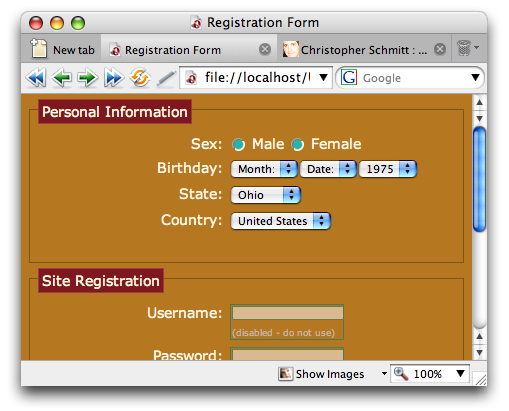 Registration Form
New tab
Registration Form
Christopher Schmitt : ...
file://localhost/
Google
Personal Information
Sex: Male Female
Birthday: Month: Date: 1975
State: Ohio
Country: United States
Site Registration
Username:
(disabled - do not use)
Password:
Show Images
100%